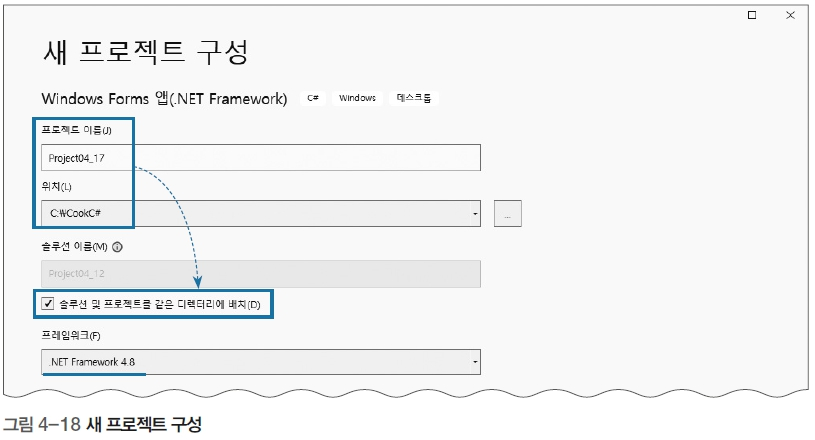 새 프로젝트 구성
Windows Forms 앱(.NET Framework) C# Windows 데스크톱
프로젝트 이름(J)
Project04_17
위치(L)
C:\CookC#
...
솔루션 이름(M)
Project04_12
솔루션 및 프로젝트를 같은 디렉터리에 배치(D)
프레임워크(F)
.NET Framework 4.8
그림 4-18 새 프로젝트 구성